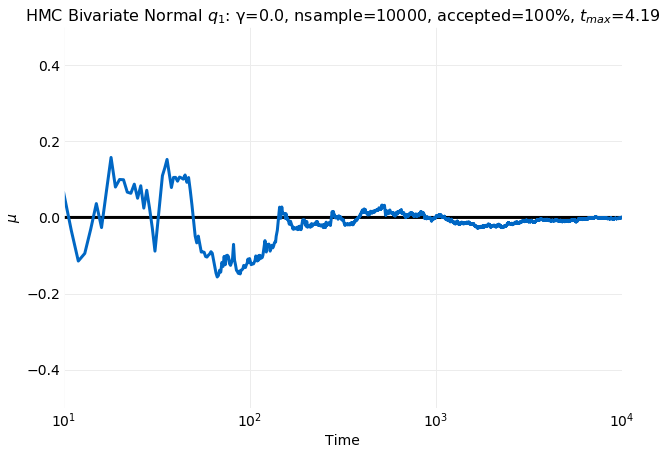 HMC Bivariate Normal q₁: γ=0.0, nsample=10000, accepted=100%, tₘₐₓ=4.19
0.4
0.2
0.0
−0.2
−0.4
μ
10¹ 10² 10³ 10⁴
Time